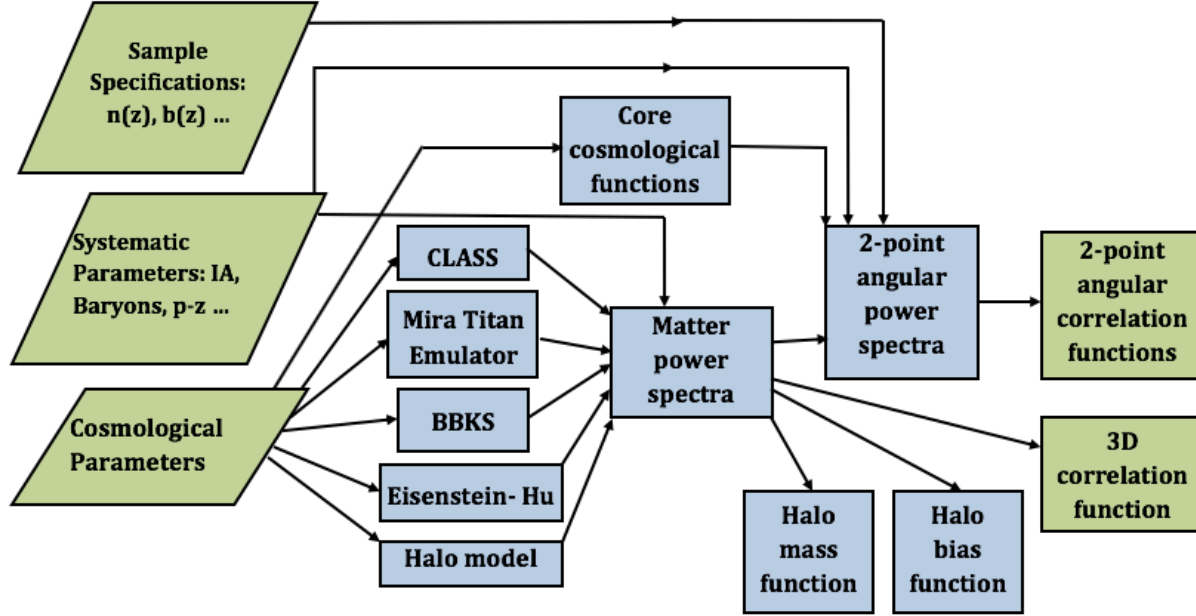 Sample
Specifications:
n(z), b(z) ...
Core
cosmological
functions
Systematic
Parameters: IA,
Baryons, p-z ...
CLASS
Mira Titan
Emulator
BBKS
Eisenstein- Hu
Halo model
Cosmological
Parameters
Matter
power
spectra
2-point
angular
power
spectra
2-point
angular
correlation
functions
3D
correlation
function
Halo
mass
function
Halo
bias
function